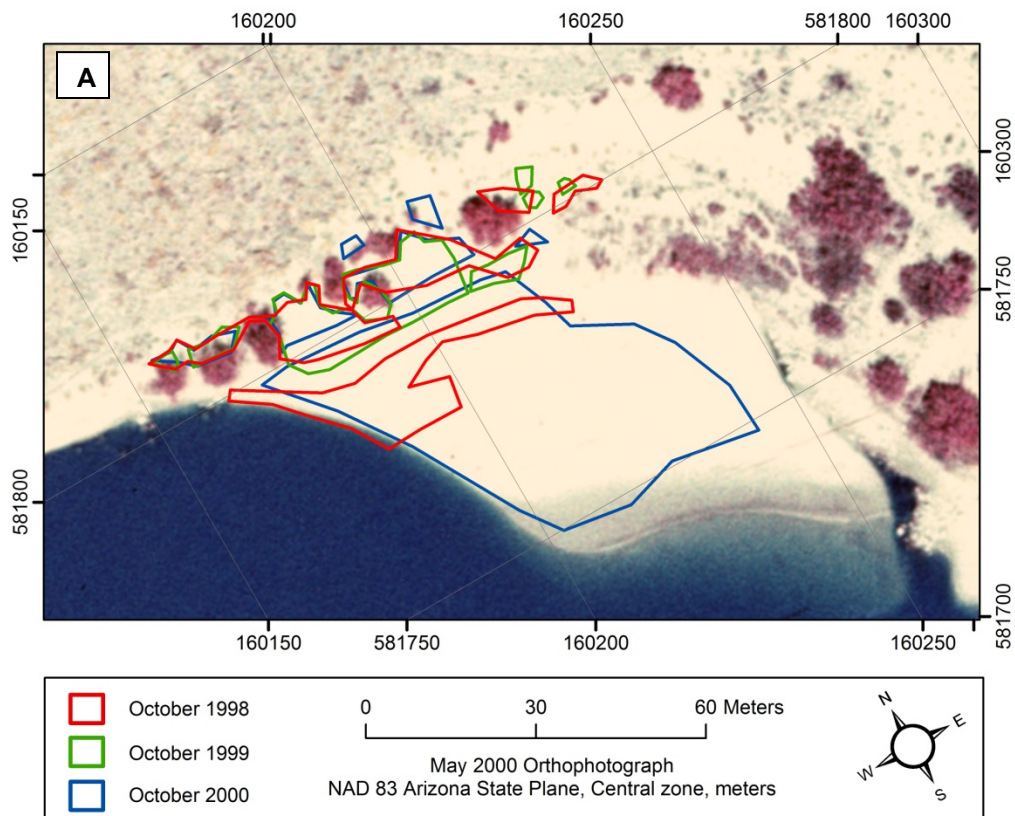 160200
160250
581800 160300
A
160150
581800
160300
581750
581700
160150
581750
160200
160250
October 1998
October 1999
October 2000
0 30 60 Meters
May 2000 Orthophotograph
NAD 83 Arizona State Plane, Central zone, meters
N
E
W
S